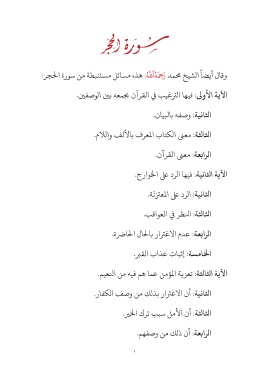 سُورَةُ الحِجْرِ
وقال أيضاً الشيخ محمد رَحِمَهُ اللَّهُ: هذه مسائل مستنبطة من سورة الحجر:
الآية الأولى: فيها الترغيب في القرآن بجمعه بين الوصفين.
الثانية: وصفه بالبيان.
الثالثة: معنى الكتاب المعرف بالألف واللام.
الرابعة: معنى القرآن.
الآية الثانية: فيها الرد على الخوارج.
الثانية: الرد على المعتزلة.
الثالثة: النظر في العواقب.
الرابعة: عدم الاغترار بالحال الحاضرة.
الخامسة: إثبات عذاب القبر.
الآية الثالثة: تعزية المؤمن عما هم فيه من النعيم.
الثانية: أن الاغترار بذلك من وصف الكفار.
الثالثة: أن الأمل سبب ترك الخير.
الرابعة: أن ذلك من وصفهم.
١